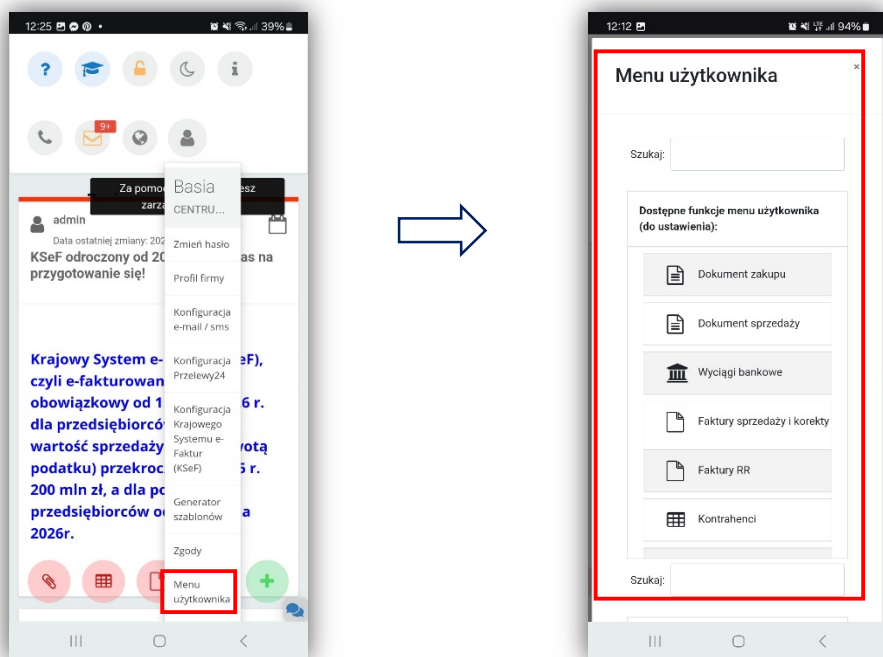 12:25
39%
?
i
9+
Za pomoc
esz
zarzą
Basia
CENTRU...
admin
Data ostatniej zmiany: 202
KSeF odroczony od 20
as na
przygotowanie się!
Zmień hasło
Profil firmy
Konfiguracja
e-mail / sms
Konfiguracja
Przelewy24
Konfiguracja
Krajowego
Systemu e-
Faktur
(KSeF)
Generator
szablonów
Zgody
Menu
użytkownika
Krajowy System e-
eF),
czyli e-fakturowan
obowiązkowy od 1
6 r.
dla przedsiębiorcó
wartość sprzedaży
wotą
podatku) przekroc
5 r.
200 mln zł, a dla po
przedsiębiorców o
a
2026r.
12:12
LTE
94%
Menu użytkownika
×
Szukaj:
Dostępne funkcje menu użytkownika
(do ustawienia):
Dokument zakupu
Dokument sprzedaży
Wyciągi bankowe
Faktury sprzedaży i korekty
Faktury RR
Kontrahenci
Szukaj: